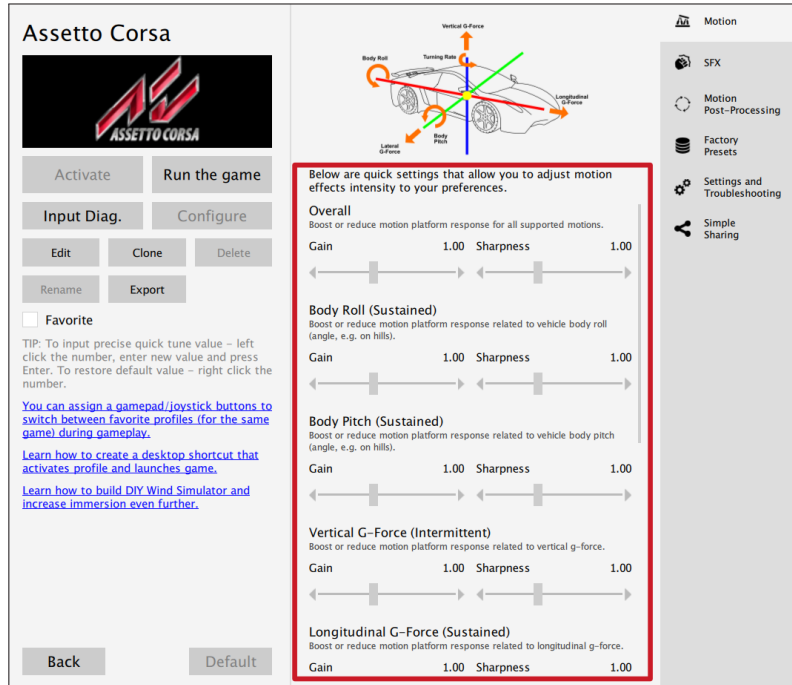 Assetto Corsa
ASSETTO CORSA
Activate
Run the game
Input Diag.
Configure
Edit
Clone
Delete
Rename
Export
Favorite
TIP: To input precise quick tune value – left
click the number, enter new value and press
Enter. To restore default value – right click the
number.
You can assign a gamepad/joystick buttons to
switch between favorite profiles (for the same
game) during gameplay.
Learn how to create a desktop shortcut that
activates profile and launches game.
Learn how to build DIY Wind Simulator and
increase immersion even further.
Back
Default
Vertical G-Force
Body Roll
Turning Rate
Longitudinal
G-Force
Body
Pitch
Lateral
G-Force
Below are quick settings that allow you to adjust motion
effects intensity to your preferences.
Overall
Boost or reduce motion platform response for all supported motions.
Gain 1.00 Sharpness 1.00
Body Roll (Sustained)
Boost or reduce motion platform response related to vehicle body roll
(angle, e.g. on hills).
Gain 1.00 Sharpness 1.00
Body Pitch (Sustained)
Boost or reduce motion platform response related to vehicle body pitch
(angle, e.g. on hills).
Gain 1.00 Sharpness 1.00
Vertical G-Force (Intermittent)
Boost or reduce motion platform response related to vertical g-force.
Gain 1.00 Sharpness 1.00
Longitudinal G-Force (Sustained)
Boost or reduce motion platform response related to longitudinal g-force.
Gain 1.00 Sharpness 1.00
Motion
SFX
Motion
Post-Processing
Factory
Presets
Settings and
Troubleshooting
Simple
Sharing